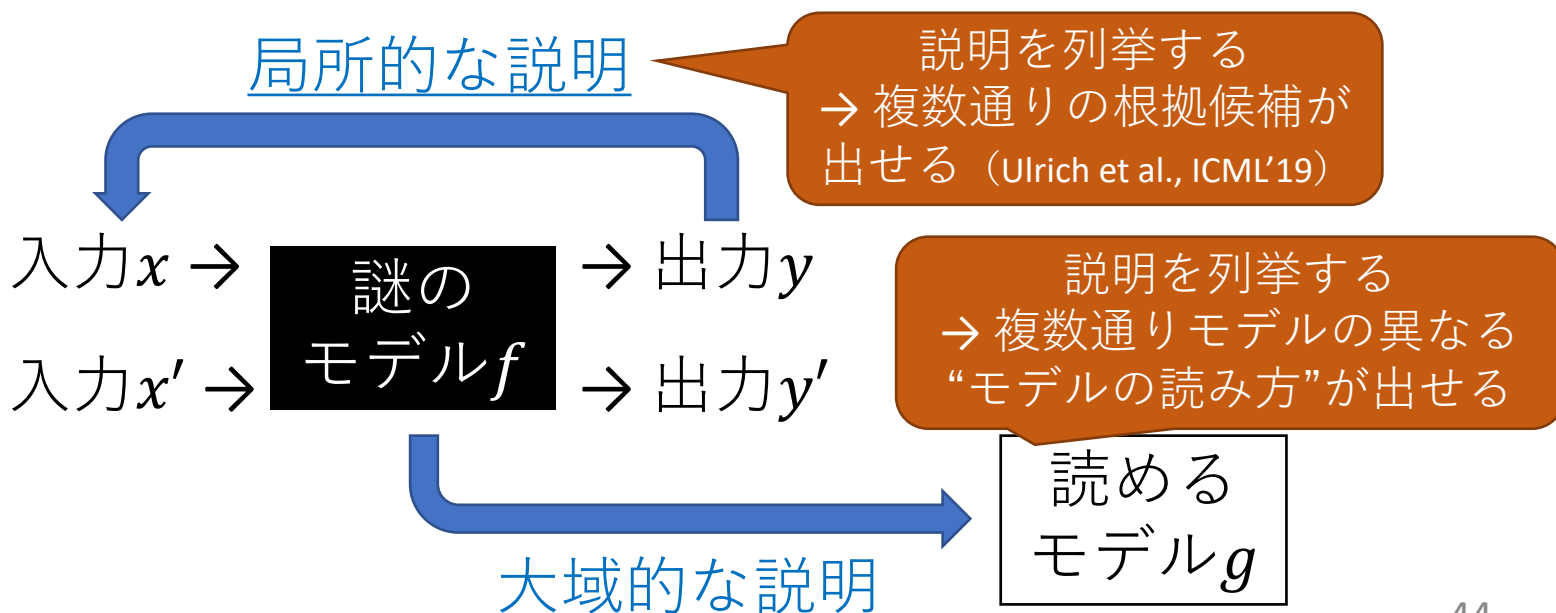 局所的な説明
説明を列挙する
→ 複数通りの根拠候補が
出せる（Ulrich et al., ICML'19）
入力x →
謎の
モデルf
→ 出力y
入力x′ →
→ 出力y′
説明を列挙する
→ 複数通りモデルの異なる
“モデルの読み方”が出せる
読める
モデルg
大域的な説明
44